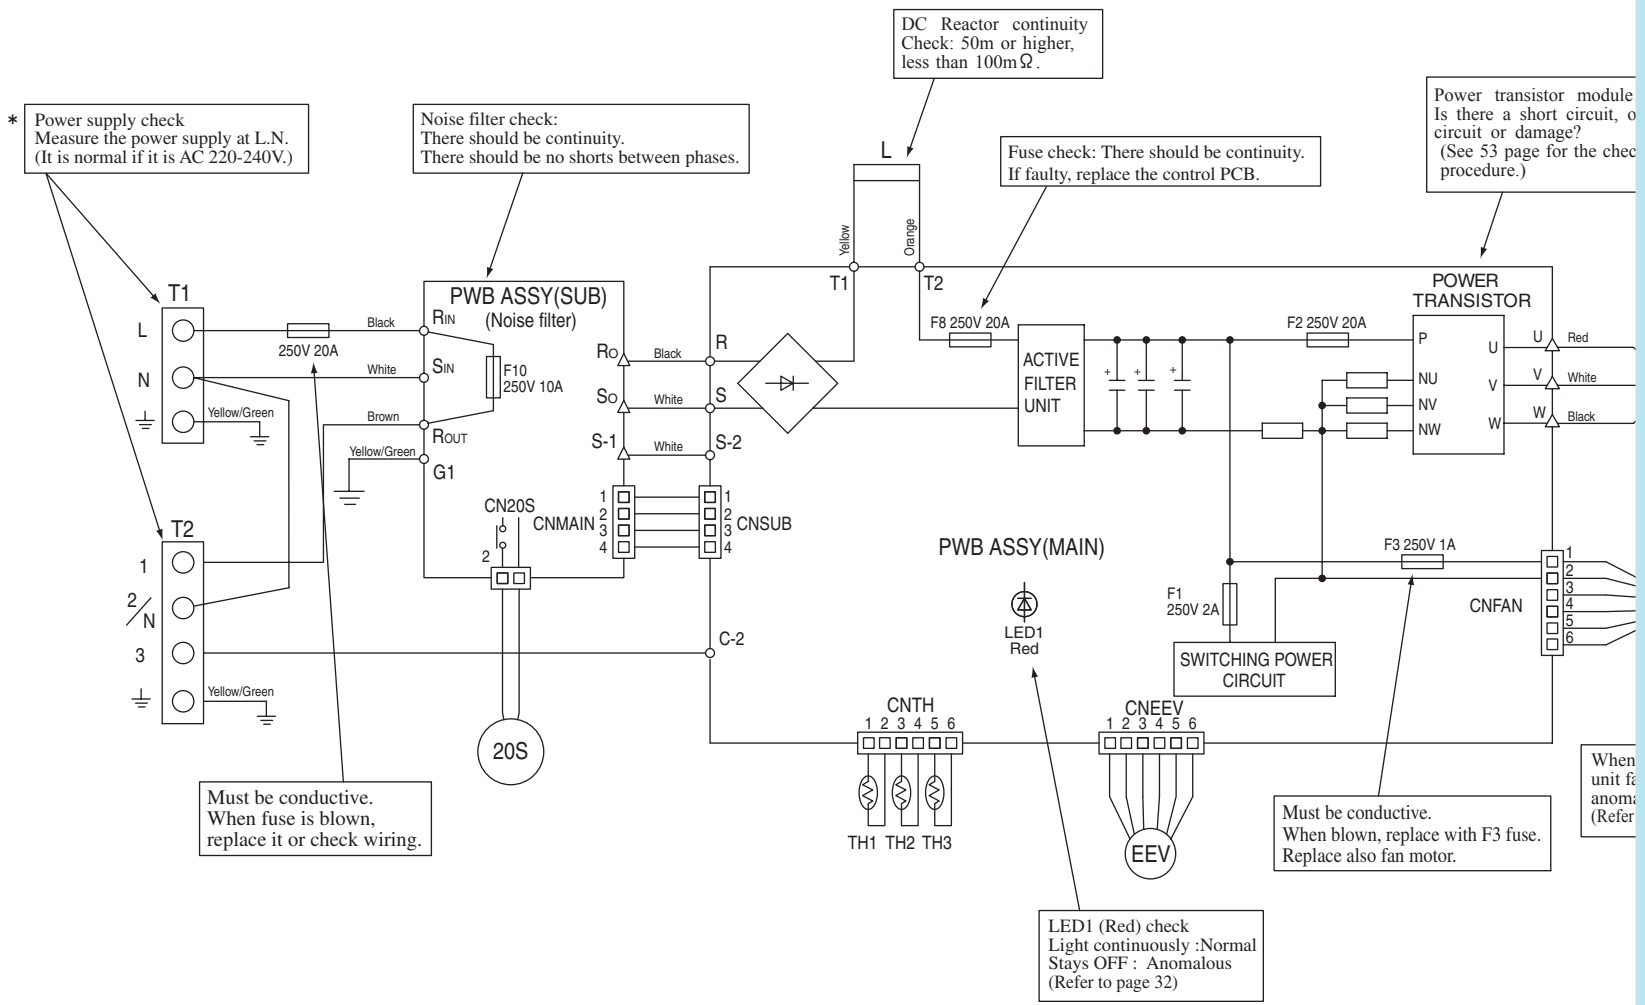 DC Reactor continuity
Check: 50m or higher,
less than 100mΩ.
* Power supply check
Measure the power supply at L.N.
(It is normal if it is AC 220-240V.)
Noise filter check:
There should be continuity.
There should be no shorts between phases.
Fuse check: There should be continuity.
If faulty, replace the control PCB.
Power transistor module
Is there a short circuit,
circuit or damage?
(See 53 page for the
procedure.)
L
Yellow
Orange
T1
T2
T1
L
N
250V 20A
Black
White
Yellow/Green
Brown
Yellow/Green
PWB ASSY(SUB)
(Noise filter)
RIN
SIN
ROUT
G1
F10
250V 10A
RO
SO
S-1
Black
White
White
R
S
S-2
CN20S
2
CNMAIN
1
2
3
4
1
2
3
4
CNSUB
F8 250V 20A
ACTIVE
FILTER
UNIT
+
+
+
F2 250V 20A
POWER
TRANSISTOR
P
NU
NV
NW
U
V
W
U
V
W
Red
White
Black
T2
1
2/N
3
Yellow/Green
C-2
20S
PWB ASSY(MAIN)
LED1
Red
F1
250V 2A
F3 250V 1A
CNFAN
1
2
3
4
5
6
SWITCHING POWER
CIRCUIT
CNTH
1 2 3 4 5 6
TH1 TH2 TH3
CNEEV
1 2 3 4 5 6
EEV
Must be conductive.
When fuse is blown,
replace it or check wiring.
Must be conductive.
When blown, replace with F3 fuse.
Replace also fan motor.
When
unit
(Refer
LED1 (Red) check
Light continuously :Normal
Stays OFF : Anomalous
(Refer to page 32)